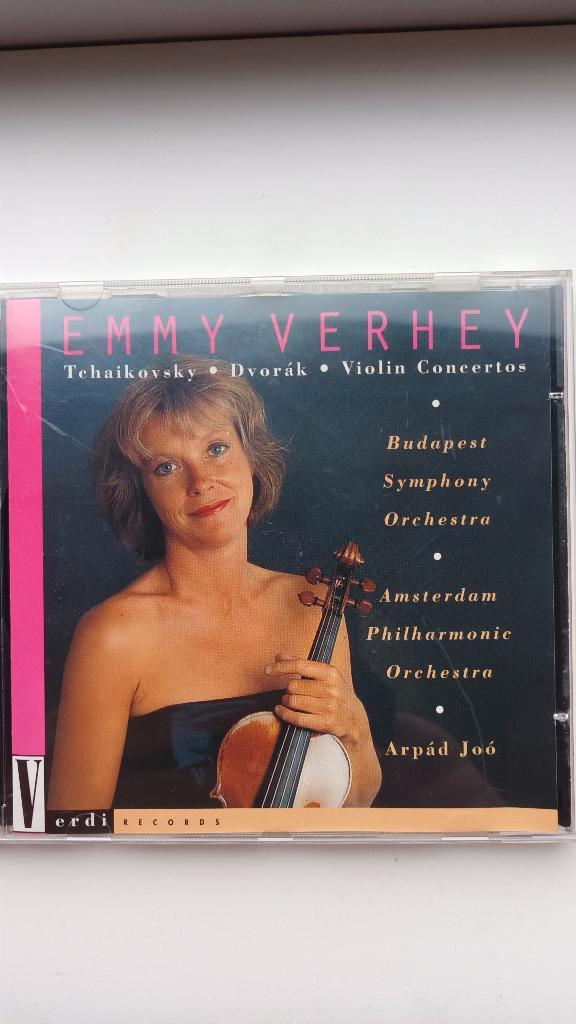 EMMY VERHEY
Tchaikovsky • Dvorák • Violin Concertos
•
Budapest
Symphony
Orchestra
•
Amsterdam
Philharmonic
Orchestra
•
Arpád Joó
Verdi RECORDS